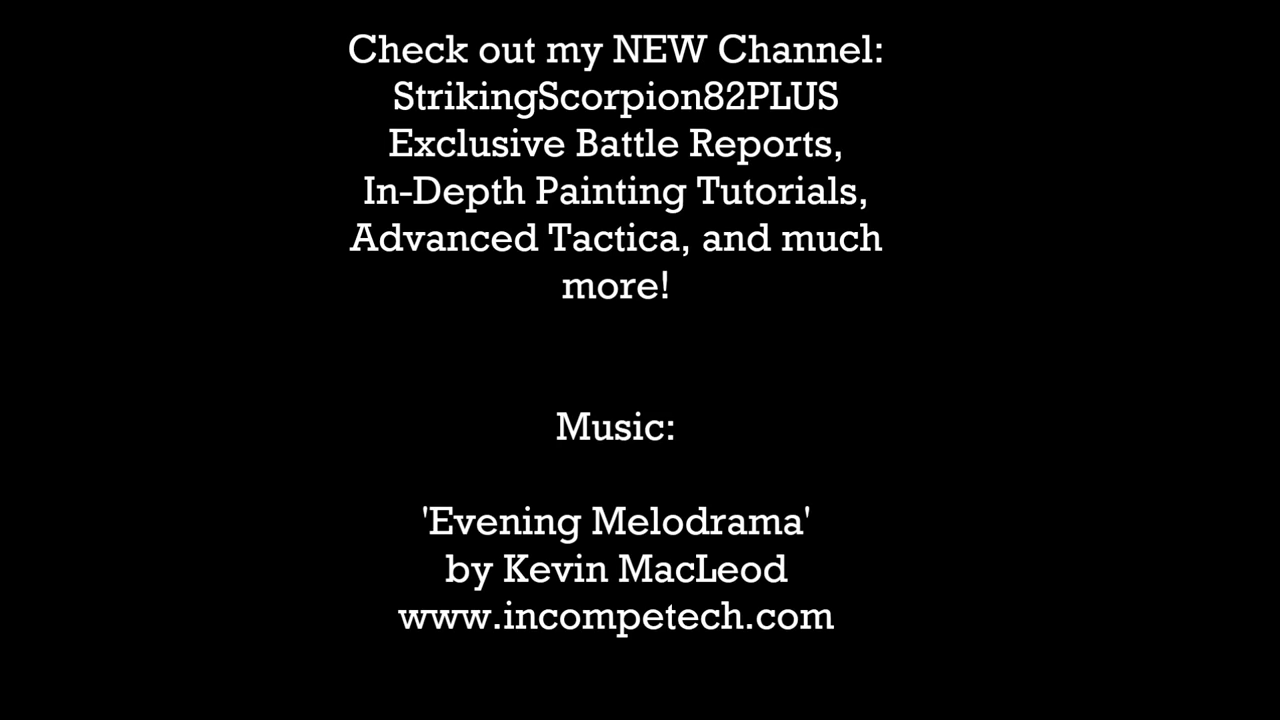 Check out my NEW Channel:
StrikingScorpion82PLUS
Exclusive Battle Reports,
In-Depth Painting Tutorials,
Advanced Tactica, and much
more!
Music:
'Evening Melodrama'
by Kevin MacLeod
www.incompetech.com